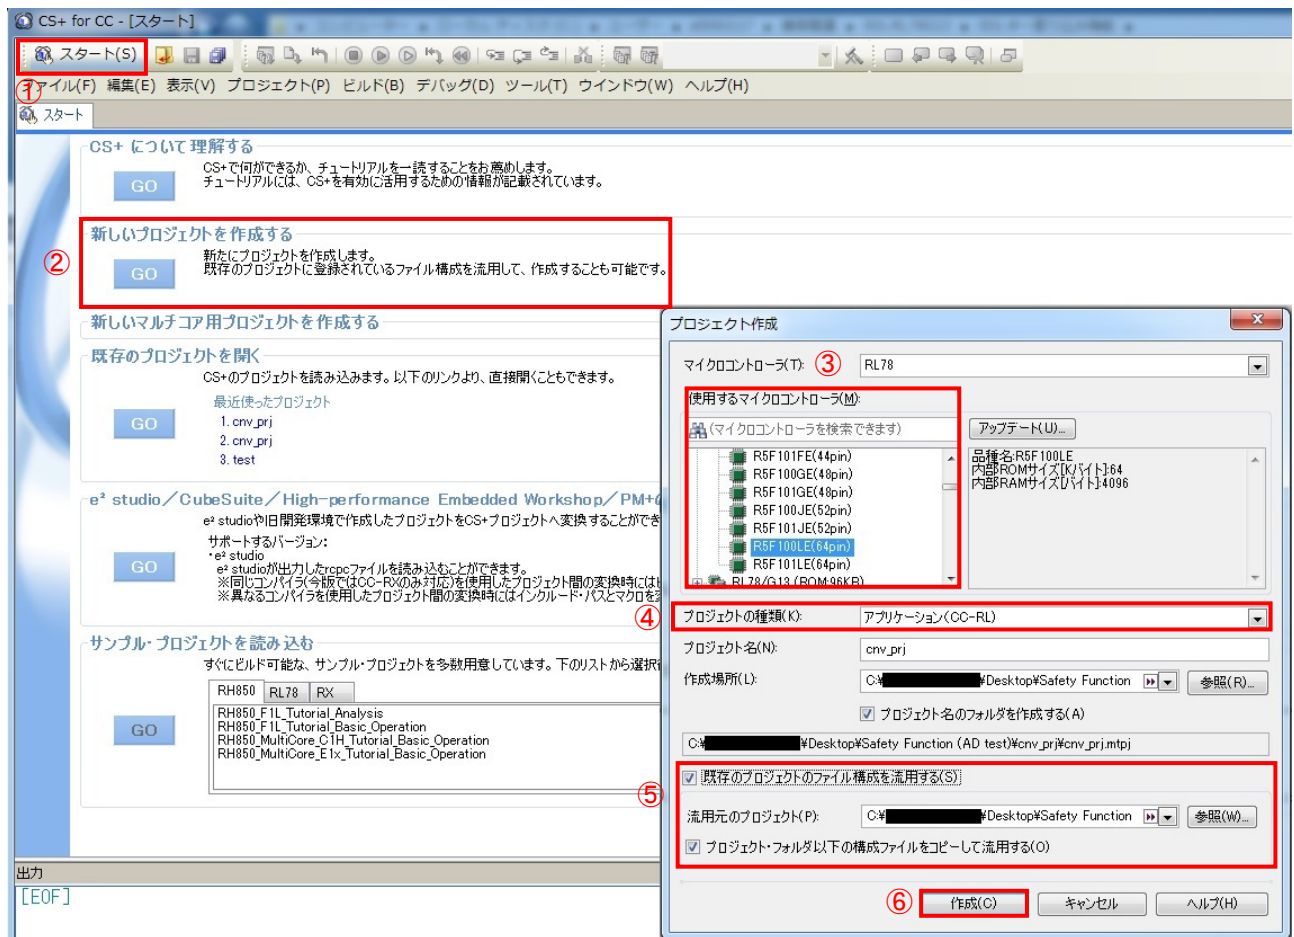 CS+ for CC - [スタート]
スタート(S)
ファイル(F) 編集(E) 表示(V) プロジェクト(P) ビルド(B) デバッグ(D) ツール(T) ウインドウ(W) ヘルプ(H)
①
スタート
CS+ について理解する
GO
CS+で何ができるか、チュートリアルを一読することをお薦めします。
チュートリアルには、CS+を有効に活用するための情報が記載されています。
新しいプロジェクトを作成する
②
GO
新たにプロジェクトを作成します。
既存のプロジェクトに登録されているファイル構成を流用して、作成することも可能です。
新しいマルチコア用プロジェクトを作成する
既存のプロジェクトを開く
GO
CS+のプロジェクトを読み込みます。以下のリンクより、直接開くこともできます。
最近使ったプロジェクト
1. cnv_prj
2. cnv_prj
3. test
e² studio／CubeSuite／High-performance Embedded Workshop／PM+の
GO
e² studioや旧開発環境で作成したプロジェクトをCS+プロジェクトへ変換することができ
サポートするバージョン:
・e² studio
e² studioが出力したrcpcファイルを読み込むことができます。
※同じコンパイラ(今版ではCC-RXのみ対応)を使用したプロジェクト間の変換時には
※異なるコンパイラを使用したプロジェクト間の変換時にはインクルード・パスとマクロを
サンプル・プロジェクトを読み込む
GO
すぐにビルド可能な、サンプル・プロジェクトを多数用意しています。下のリストから選択
RH850 RL78 RX
RH850_F1L_Tutorial_Analysis
RH850_F1L_Tutorial_Basic_Operation
RH850_MultiCore_C1H_Tutorial_Basic_Operation
RH850_MultiCore_E1x_Tutorial_Basic_Operation
出力
[EOF]
プロジェクト作成
マイクロコントローラ(T): ③ RL78
使用するマイクロコントローラ(M):
(マイクロコントローラを検索できます)
アップデート(U)...
R5F101FE(44pin)
R5F100GE(48pin)
R5F101GE(48pin)
R5F100JE(52pin)
R5F101JE(52pin)
R5F100LE(64pin)
R5F101LE(64pin)
RL78/G13 (ROM:96KB)
品種名:R5F100LE
内部ROMサイズ[Kバイト]:64
内部RAMサイズ[バイト]:4096
④ プロジェクトの種類(K): アプリケーション(CC-RL)
プロジェクト名(N): cnv_prj
作成場所(L): C:¥ ¥Desktop¥Safety Function 参照(R)...
プロジェクト名のフォルダを作成する(A)
C:¥ ¥Desktop¥Safety Function (AD test)¥cnv_prj¥cnv_prj.mtpj
既存のプロジェクトのファイル構成を流用する(S)
⑤
流用元のプロジェクト(P): C:¥ ¥Desktop¥Safety Function 参照(W)...
プロジェクト・フォルダ以下の構成ファイルをコピーして流用する(O)
⑥ 作成(C) キャンセル ヘルプ(H)